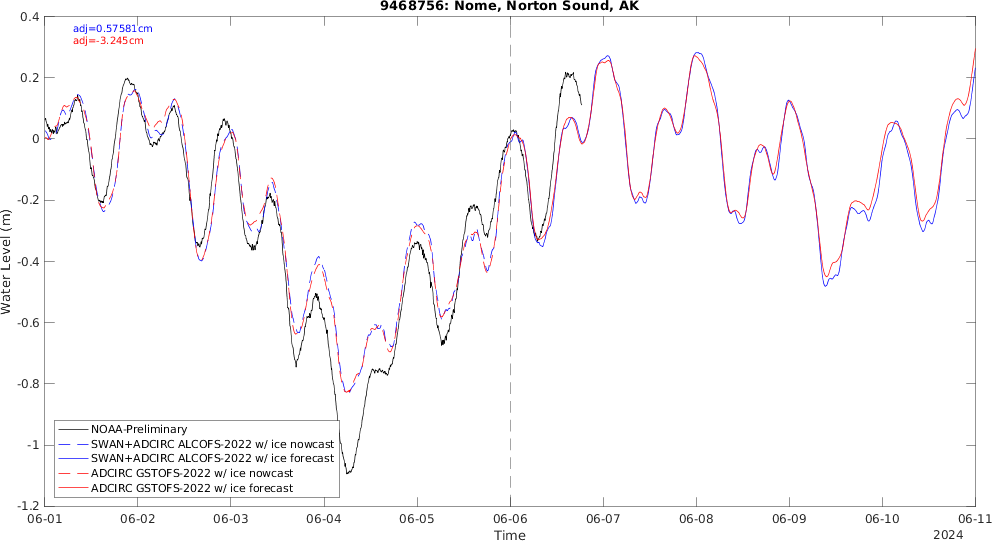 9468756: Nome, Norton Sound, AK
adj=0.57581cm
adj=-3.245cm
0.4
0.2
0
-0.2
-0.4
-0.6
-0.8
-1
-1.2
Water Level (m)
NOAA-Preliminary
SWAN+ADCIRC ALCOFS-2022 w/ ice nowcast
SWAN+ADCIRC ALCOFS-2022 w/ ice forecast
ADCIRC GSTOFS-2022 w/ ice nowcast
ADCIRC GSTOFS-2022 w/ ice forecast
06-01 06-02 06-03 06-04 06-05 06-06 06-07 06-08 06-09 06-10 06-11
Time
2024